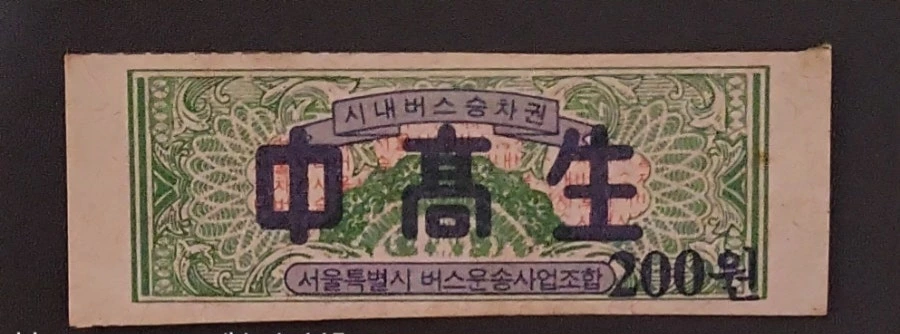 시내버스승차권
中高生
서울특별시 버스운송사업조합
200원